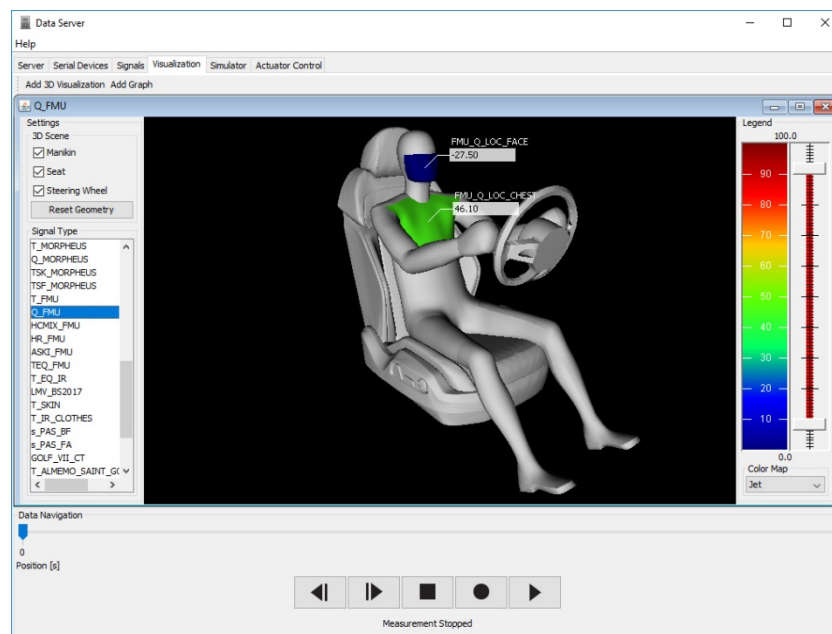 Data Server
Help
Server Serial Devices Signals Visualization Simulator Actuator Control
Add 3D Visualization Add Graph
Q_FMU
Settings
3D Scene
Manikin
Seat
Steering Wheel
Reset Geometry
Signal Type
T_MORPHEUS
Q_MORPHEUS
TSK_MORPHEUS
TSF_MORPHEUS
T_FMU
Q_FMU
HCMIX_FMU
HR_FMU
ASKI_FMU
TEQ_FMU
T_EQ_IR
LMV_BS2017
T_SKIN
T_IR_CLOTHES
s_PAS_BF
s_PAS_FA
GOLF_VII_CT
T_ALMEMO_SAINT_GO
FMU_Q_LOC_FACE
-27.50
FMU_Q_LOC_CHEST
46.10
Legend
100.0
90
80
70
60
50
40
30
20
10
0.0
Color Map
Jet
Data Navigation
0
Position [s]
Measurement Stopped